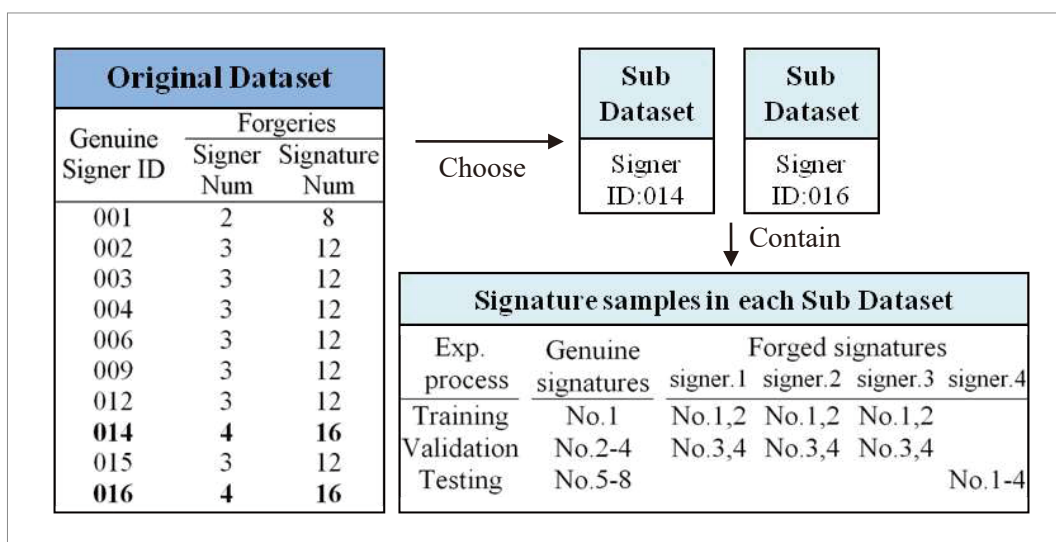 Original Dataset
Genuine Signer ID
Forgeries
Signer Num
Signature Num
001 2 8
002 3 12
003 3 12
004 3 12
006 3 12
009 3 12
012 3 12
014 4 16
015 3 12
016 4 16
Choose
Sub
Dataset
Signer
ID:014
Sub
Dataset
Signer
ID:016
Contain
Signature samples in each Sub Dataset
Exp. process
Genuine signatures
Forged signatures
signer.1 signer.2 signer.3 signer.4
Training No.1 No.1,2 No.1,2 No.1,2
Validation No.2-4 No.3,4 No.3,4 No.3,4
Testing No.5-8 No.1-4